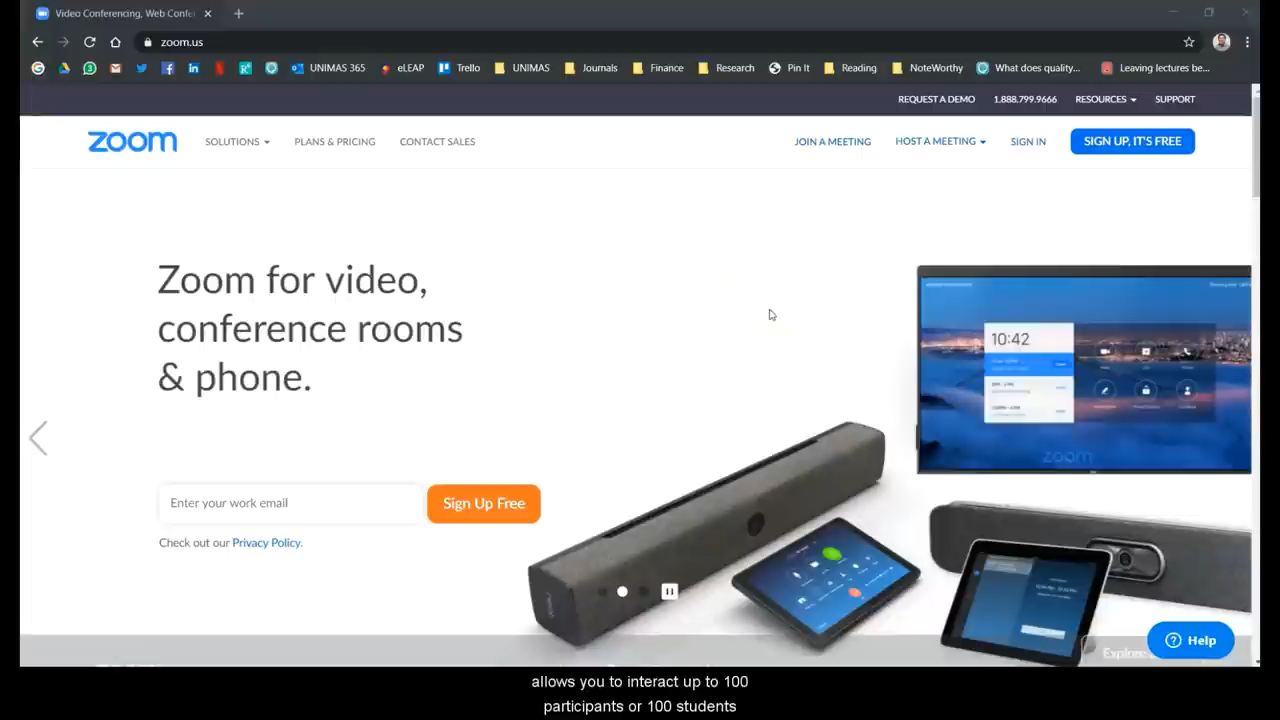 Video Conferencing, Web Confe
zoom.us
UNIMAS 365 eLEAP Trello UNIMAS Journals Finance Research Pin It Reading NoteWorthy What does quality... Leaving lectures be...
REQUEST A DEMO 1.888.799.9666 RESOURCES SUPPORT
zoom SOLUTIONS PLANS & PRICING CONTACT SALES JOIN A MEETING HOST A MEETING SIGN IN SIGN UP, IT'S FREE
Zoom for video,
conference rooms
& phone.
10:42
zoom
Enter your work email Sign Up Free
Check out our Privacy Policy.
Help
Explore
allows you to interact up to 100
participants or 100 students